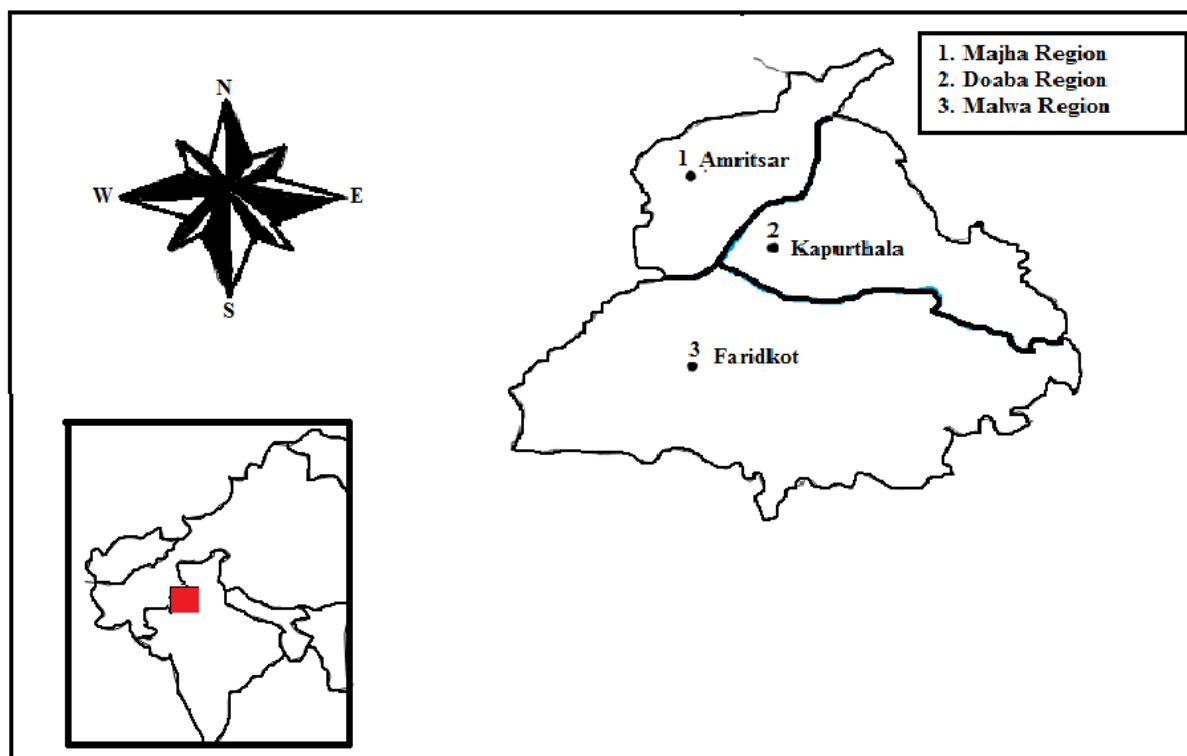 N
W
E
S
1. Majha Region
2. Doaba Region
3. Malwa Region
1 Amritsar
2
Kapurthala
3
Faridkot